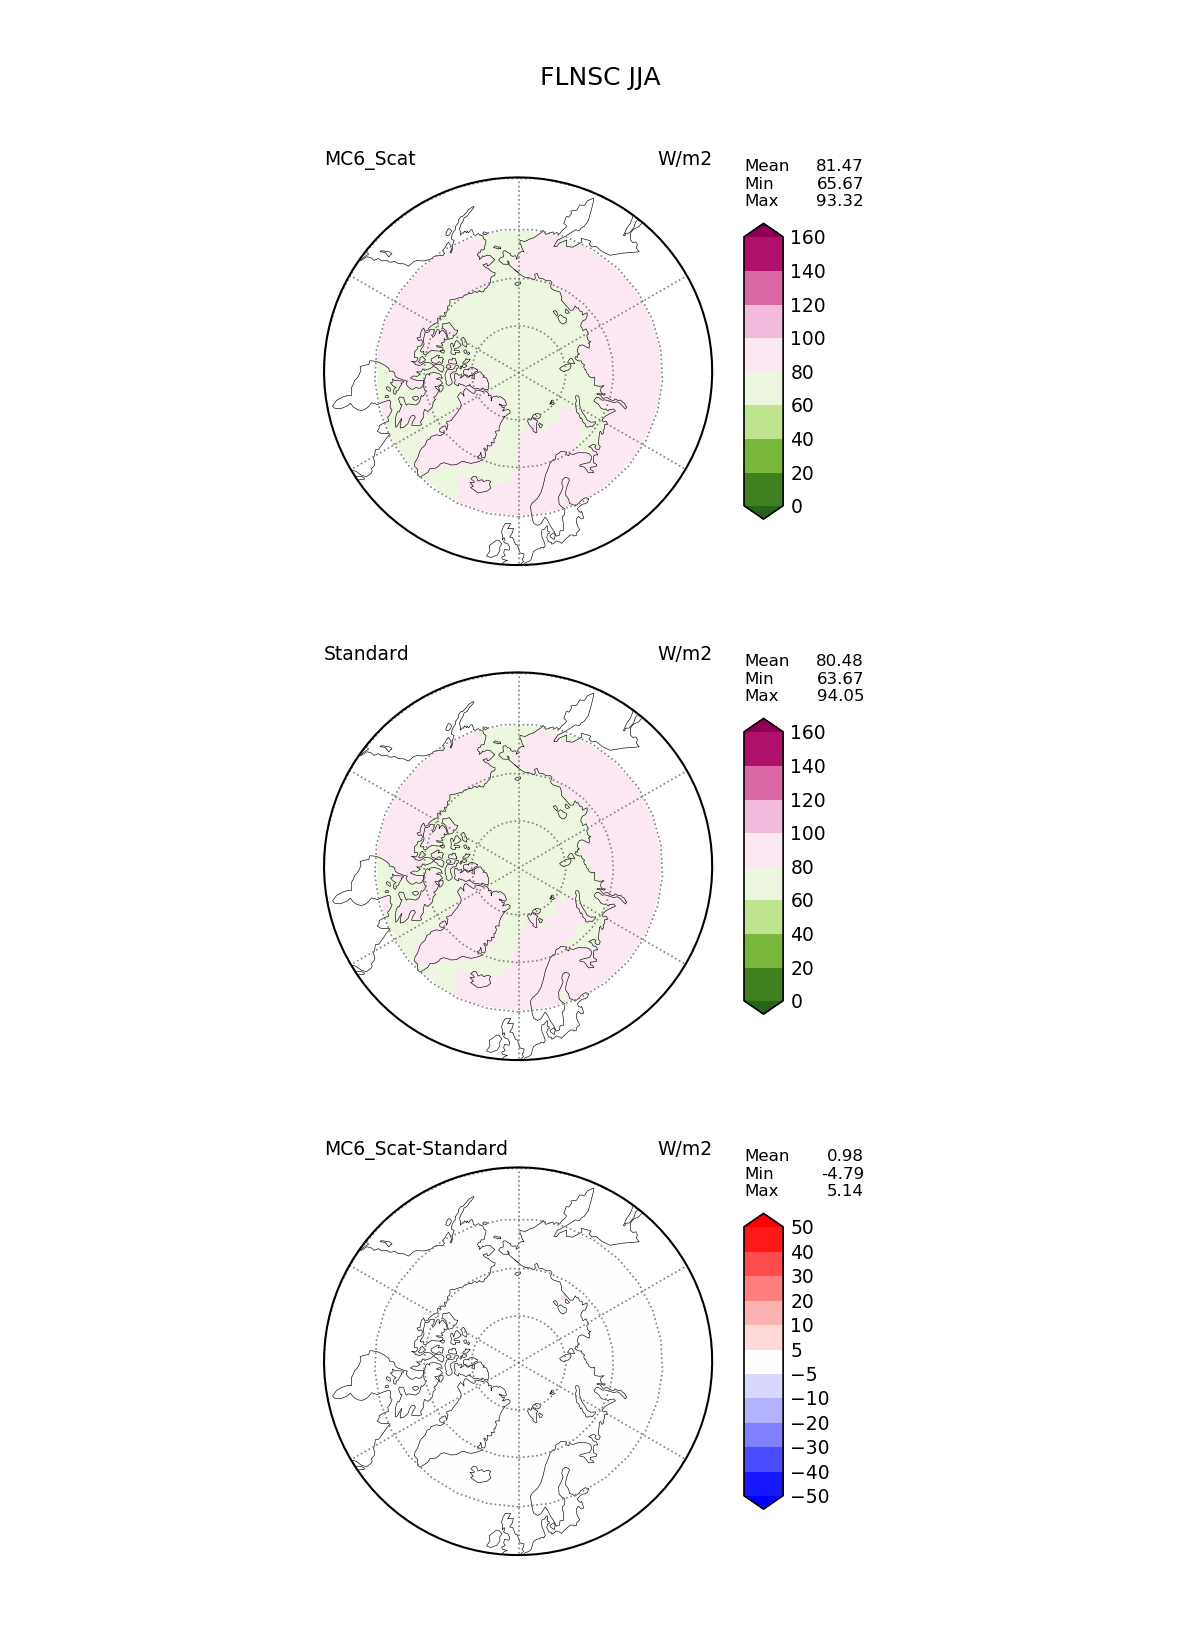 FLNSC JJA
MC6_Scat W/m2
Mean 81.47
Min 65.67
Max 93.32
160
140
120
100
80
60
40
20
0
Standard W/m2
Mean 80.48
Min 63.67
Max 94.05
160
140
120
100
80
60
40
20
0
MC6_Scat-Standard W/m2
Mean 0.98
Min -4.79
Max 5.14
50
40
30
20
10
5
−5
−10
−20
−30
−40
−50